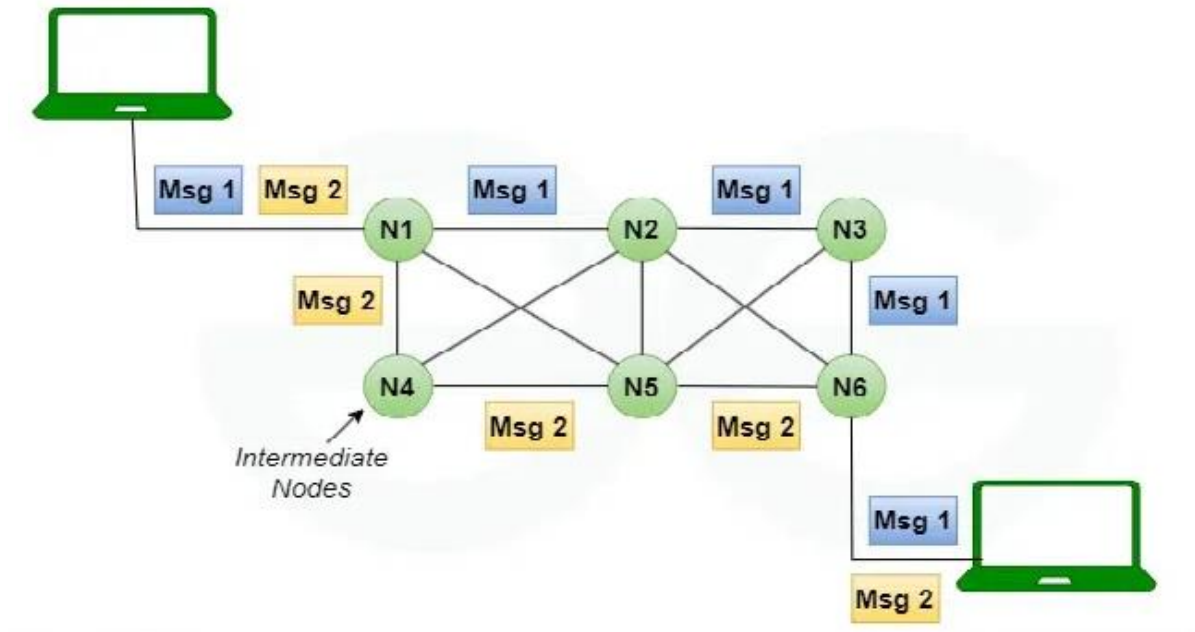 Msg 1
Msg 2
Msg 1
Msg 1
N1
N2
N3
Msg 2
Msg 1
N4
N5
N6
Msg 2
Msg 2
Intermediate
Nodes
Msg 1
Msg 2